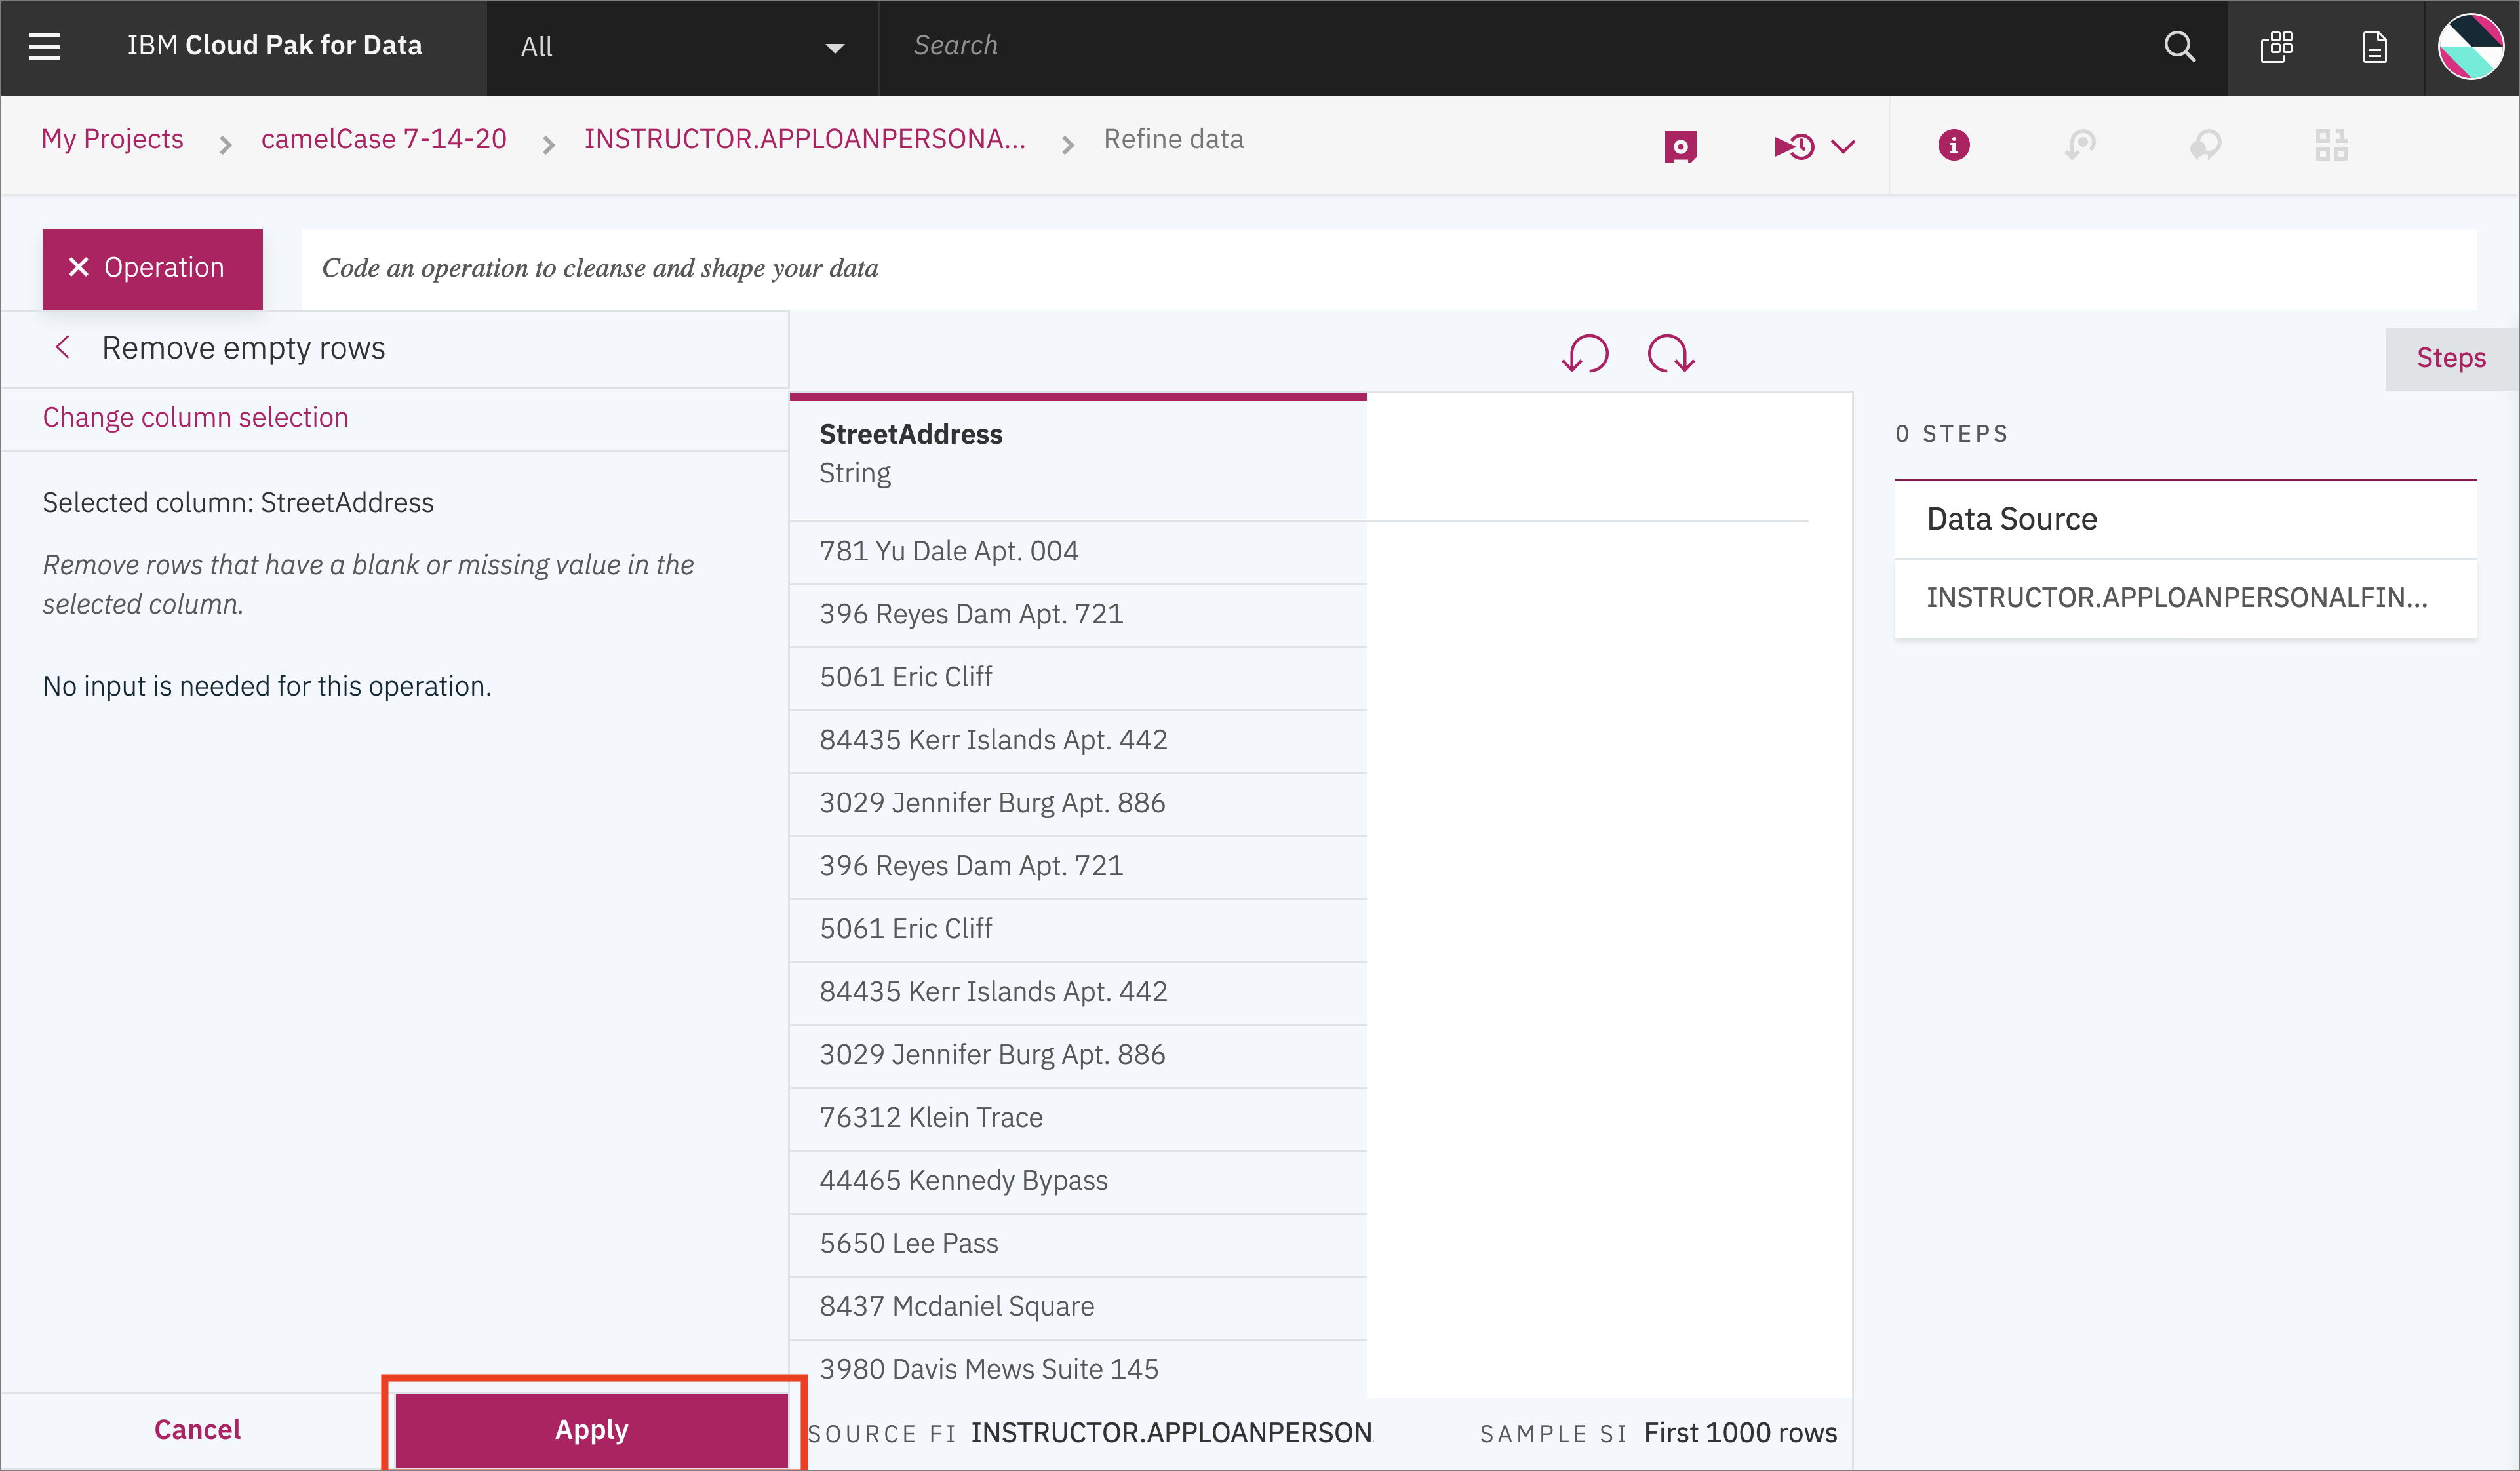 IBM Cloud Pak for Data
All
Search
My Projects
camelCase 7-14-20
INSTRUCTOR.APPLOANPERSONA...
Refine data
Operation
Code an operation to cleanse and shape your data
Remove empty rows
Steps
Change column selection
Selected column: StreetAddress
Remove rows that have a blank or missing value in the
selected column.
No input is needed for this operation.
Cancel
Apply
StreetAddress
String
781 Yu Dale Apt. 004
396 Reyes Dam Apt. 721
5061 Eric Cliff
84435 Kerr Islands Apt. 442
3029 Jennifer Burg Apt. 886
396 Reyes Dam Apt. 721
5061 Eric Cliff
84435 Kerr Islands Apt. 442
3029 Jennifer Burg Apt. 886
76312 Klein Trace
44465 Kennedy Bypass
5650 Lee Pass
8437 Mcdaniel Square
3980 Davis Mews Suite 145
SOURCE FI INSTRUCTOR.APPLOANPERSON
SAMPLE SI First 1000 rows
0 STEPS
Data Source
INSTRUCTOR.APPLOANPERSONALFIN...